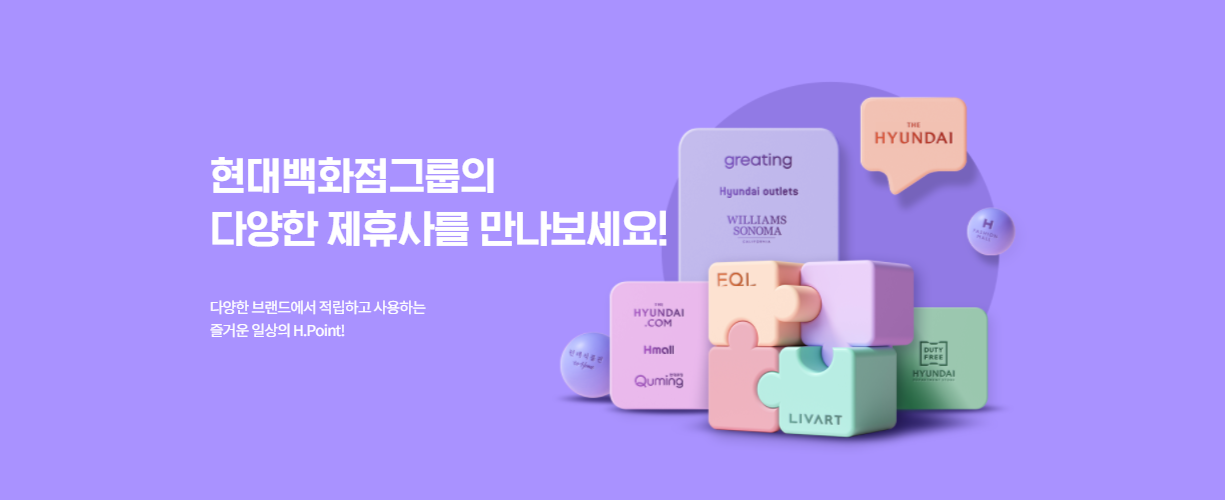 현대백화점그룹의
다양한 제휴사를 만나보세요!
다양한 브랜드에서 적립하고 사용하는
즐거운 일상의 H.Point!
greating
Hyundai outlets
WILLIAMS
SONOMA
THE
HYUNDAI
H
EQL
THE
HYUNDAI
.COM
Hmall
Quming
DUTY
FREE
HYUNDAI
LIVART